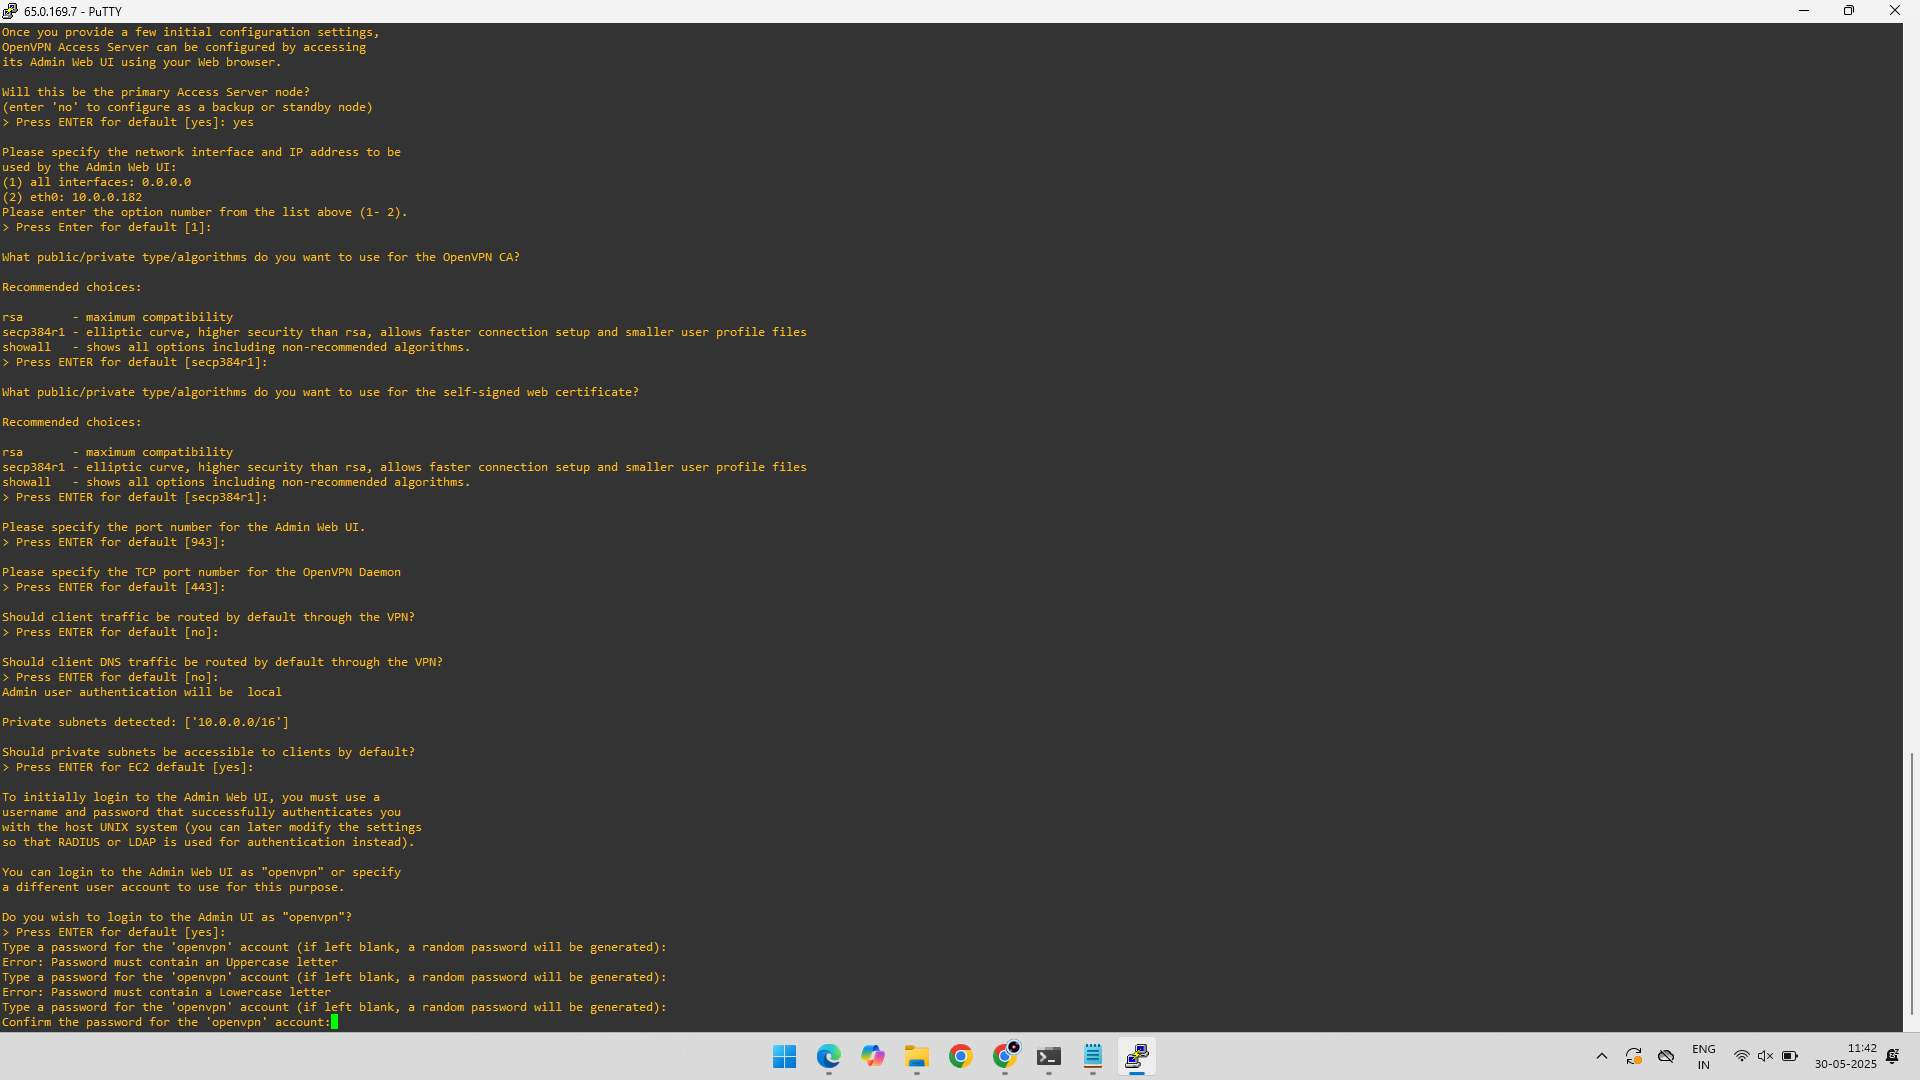 65.0.169.7 - PuTTY
Once you provide a few initial configuration settings,
OpenVPN Access Server can be configured by accessing
its Admin Web UI using your Web browser.
Will this be the primary Access Server node?
(enter 'no' to configure as a backup or standby node)
> Press ENTER for default [yes]: yes
Please specify the network interface and IP address to be
used by the Admin Web UI:
(1) all interfaces: 0.0.0.0
(2) eth0: 10.0.0.182
Please enter the option number from the list above (1- 2).
> Press Enter for default [1]:
What public/private type/algorithms do you want to use for the OpenVPN CA?
Recommended choices:
rsa       - maximum compatibility
secp384r1 - elliptic curve, higher security than rsa, allows faster connection setup and smaller user profile files
showall   - shows all options including non-recommended algorithms.
> Press ENTER for default [secp384r1]:
What public/private type/algorithms do you want to use for the self-signed web certificate?
Recommended choices:
rsa       - maximum compatibility
secp384r1 - elliptic curve, higher security than rsa, allows faster connection setup and smaller user profile files
showall   - shows all options including non-recommended algorithms.
> Press ENTER for default [secp384r1]:
Please specify the port number for the Admin Web UI.
> Press ENTER for default [943]:
Please specify the TCP port number for the OpenVPN Daemon
> Press ENTER for default [443]:
Should client traffic be routed by default through the VPN?
> Press ENTER for default [no]:
Should client DNS traffic be routed by default through the VPN?
> Press ENTER for default [no]:
Admin user authentication will be  local
Private subnets detected: ['10.0.0.0/16']
Should private subnets be accessible to clients by default?
> Press ENTER for EC2 default [yes]:
To initially login to the Admin Web UI, you must use a
username and password that successfully authenticates you
with the host UNIX system (you can later modify the settings
so that RADIUS or LDAP is used for authentication instead).
You can login to the Admin Web UI as "openvpn" or specify
a different user account to use for this purpose.
Do you wish to login to the Admin UI as "openvpn"?
> Press ENTER for default [yes]:
Type a password for the 'openvpn' account (if left blank, a random password will be generated):
Error: Password must contain an Uppercase letter
Type a password for the 'openvpn' account (if left blank, a random password will be generated):
Error: Password must contain a Lowercase letter
Type a password for the 'openvpn' account (if left blank, a random password will be generated):
Confirm the password for the 'openvpn' account:
ENG
IN
11:42
30-05-2025